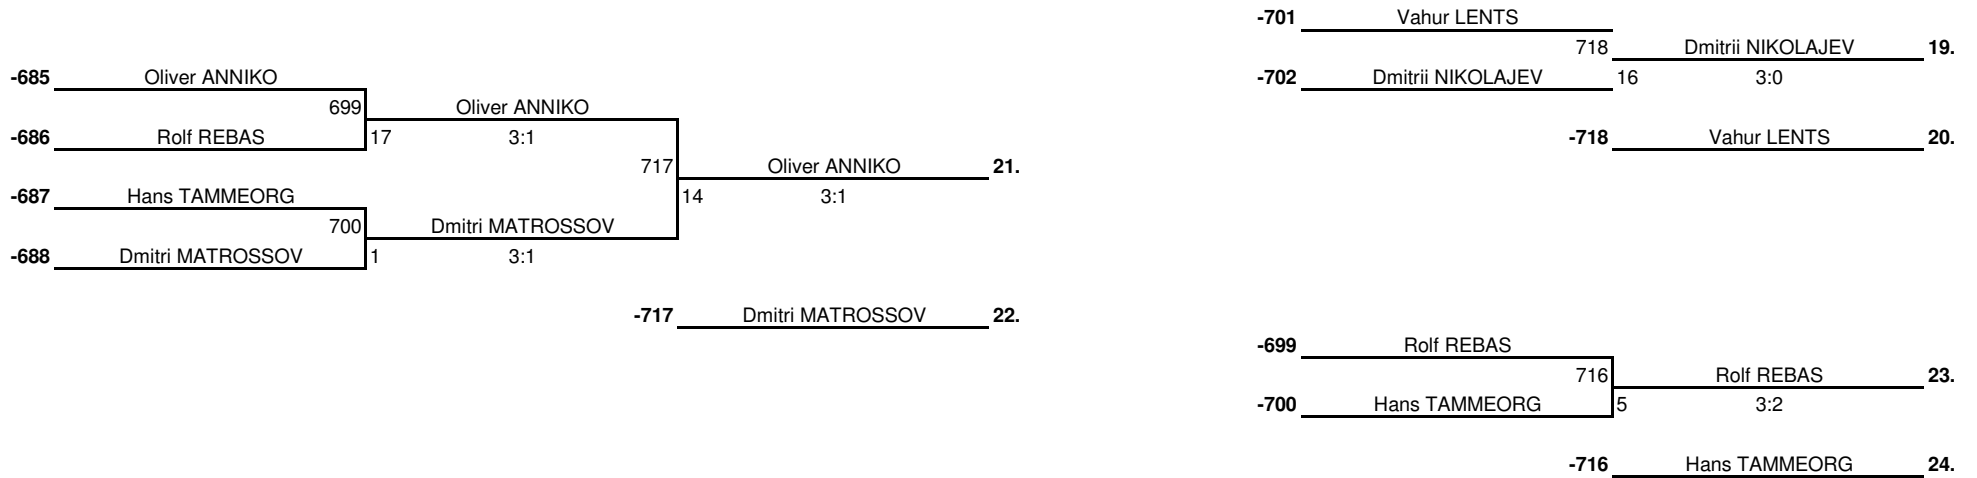 -701 Vahur LENTS
718 Dmitrii NIKOLAJEV 19.
-685 Oliver ANNIKO
-702 Dmitrii NIKOLAJEV 16 3:0
699 Oliver ANNIKO
-686 Rolf REBAS 17 3:1
-718 Vahur LENTS 20.
717 Oliver ANNIKO 21.
-687 Hans TAMMEORG 14 3:1
700 Dmitri MATROSSOV
-688 Dmitri MATROSSOV 1 3:1
-717 Dmitri MATROSSOV 22.
-699 Rolf REBAS
716 Rolf REBAS 23.
-700 Hans TAMMEORG 5 3:2
-716 Hans TAMMEORG 24.